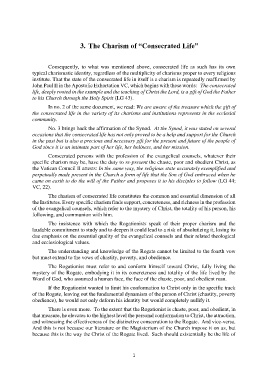 3. The Charism of “Consecrated Life”
Consequently, to what was mentioned above, consecrated life as such has its own
typical charismatic identity, regardless of the multiplicity of charisms proper to every religious
institute. That the state of the consecrated life in itself is a charism is repeatedly reaffirmed by
John Paul II in the Apostolic Exhortation VC, which begins with these words: The consecrated
life, deeply rooted in the example and the teaching of Christ the Lord, is a gift of God the Father
to his Church through the Holy Spirit (LG 43).
In no. 2 of the same document, we read: We are aware of the treasure which the gift of
the consecrated life in the variety of its charisms and institutions represents in the ecclesial
community.
No. 3 brings back the affirmation of the Synod. At the Synod, it was stated on several
occasions that the consecrated life has not only proved to be a help and support for the Church
in the past but is also a precious and necessary gift for the present and future of the people of
God since it is an intimate part of her life, her holiness, and her mission.
Consecrated persons with the profession of the evangelical counsels, whatever their
specific charism may be, have the duty to re-present the chaste, poor and obedient Christ, as
the Vatican Council II attests: In the same way, the religious state accurately exemplified and
perpetually made present in the Church a form of life that the Son of God embraced when he
came on earth to do the will of the Father and proposes it to his disciples to follow (LG 44;
VC, 22).
The charism of consecrated life constitutes the common and essential dimension of all
the Institutes. Every specific charism finds support, concreteness, and richness in the profession
of the evangelical counsels, which refer to the mystery of Christ, the totality of his person, his
following, and communion with him.
The insistence with which the Rogationists speak of their proper charism and the
laudable commitment to study and to deepen it could lead to a risk of absolutizing it, losing its
due emphasis on the essential quality of the evangelical counsels and their related theological
and ecclesiological values.
The understanding and knowledge of the Rogate cannot be limited to the fourth vow
but must extend to the vows of chastity, poverty, and obedience.
The Rogationist must refer to and conform himself toward Christ, fully living the
mystery of the Rogate, embodying it in its concreteness and totality of the life lived by the
Word of God, who assumed a human face, the face of the chaste, poor, and obedient man.
If the Rogationist wanted to limit his conformation to Christ only in the specific track
of the Rogate, leaving out the fundamental dynamism of the person of Christ (chastity, poverty
obedience), he would not only deform his identity but would completely nullify it.
There is even more. To the extent that the Rogationist is chaste, poor, and obedient, in
that measure, he elevates to the highest level the personal conformation to Christ, the attraction,
and witnessing the effectiveness of the distinctive consecration to the Rogate. And vice-versa.
And this is not because our literature or the Magisterium of the Church impose it on us, but
because this is the way Christ of the Rogate lived. Such should existentially be the life of
1